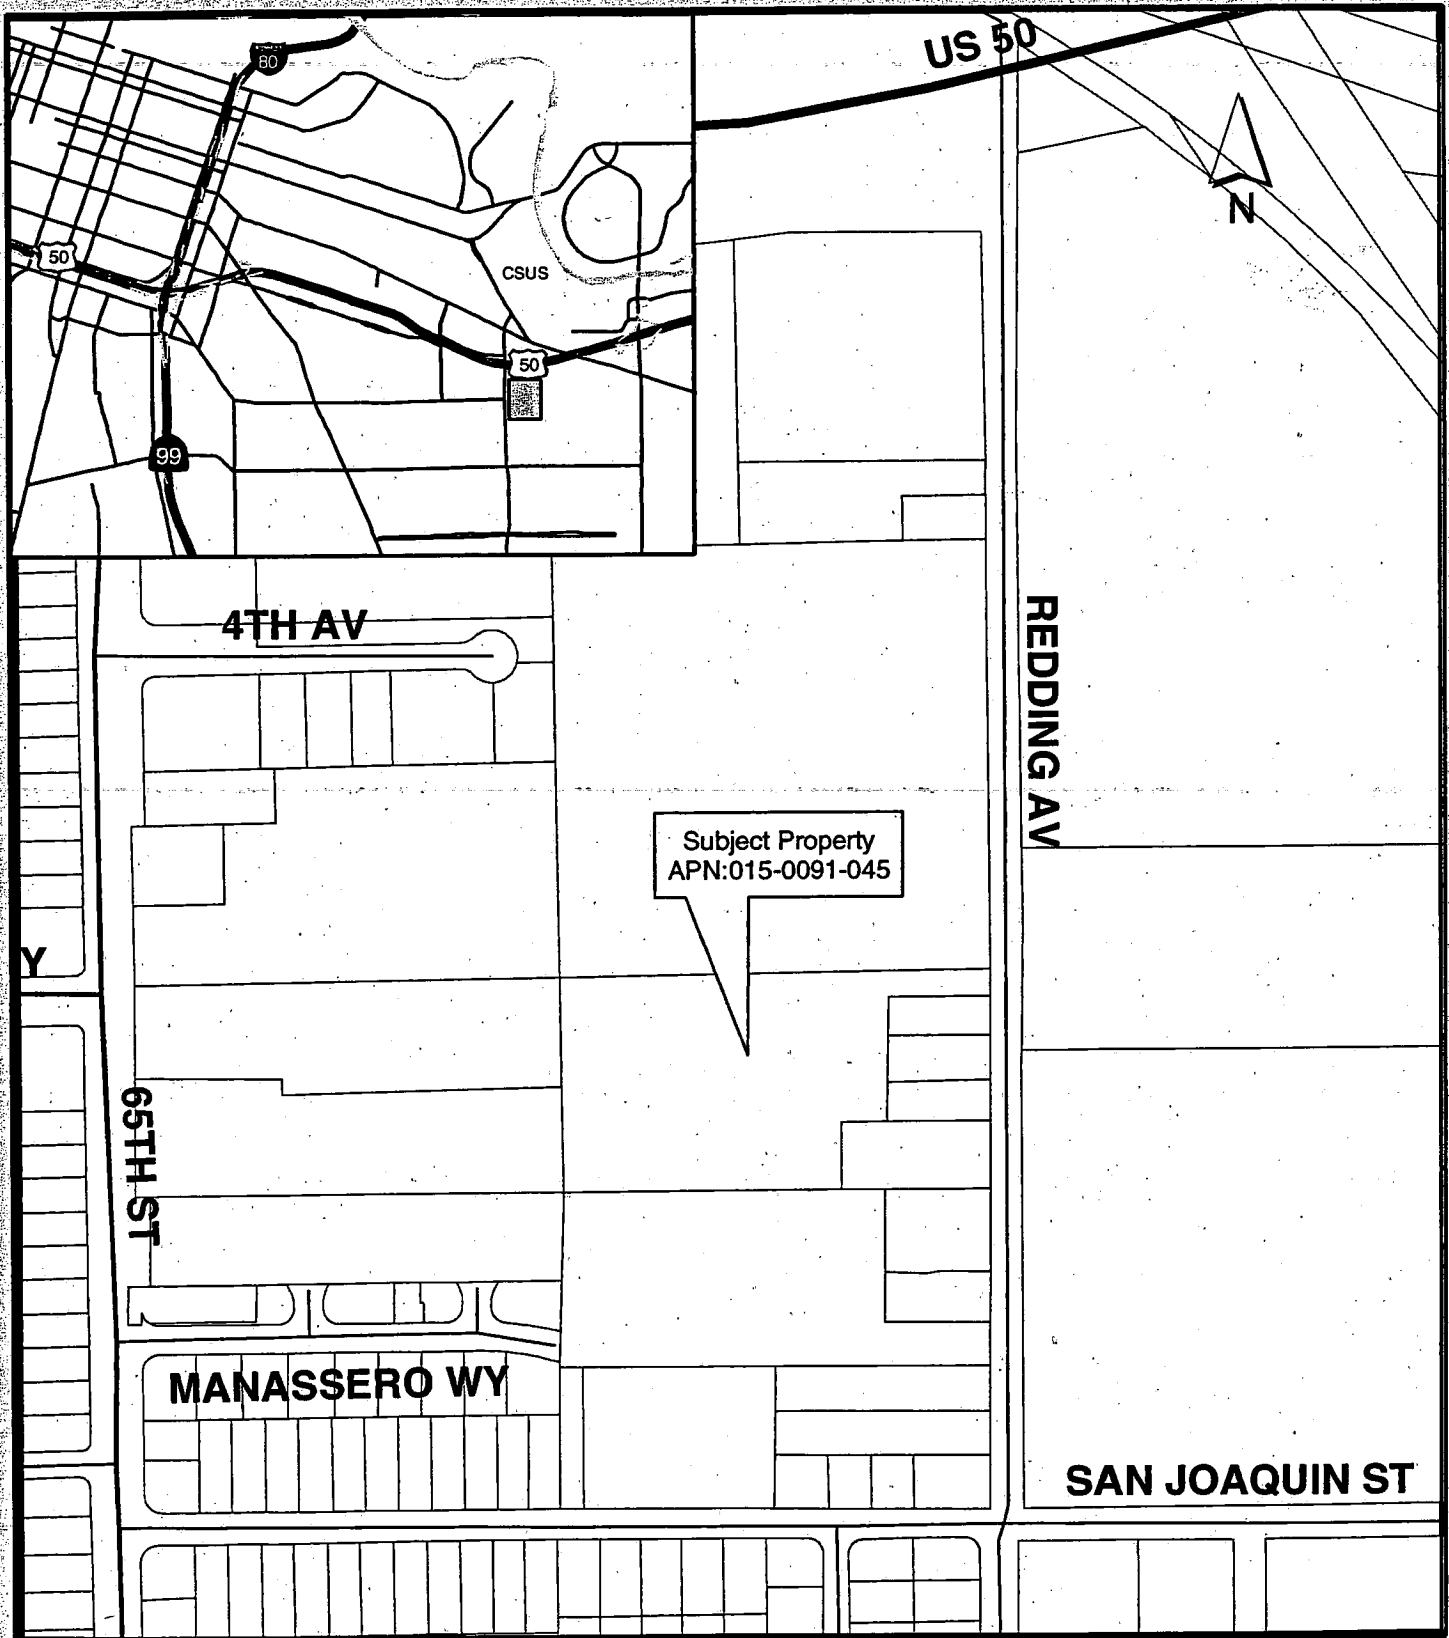 80
US 50
N
50
CSUS
50
99
4TH AV
REDDING AV
Subject Property
APN:015-0091-045
Y
65TH ST
MANASSERO WY
SAN JOAQUIN ST